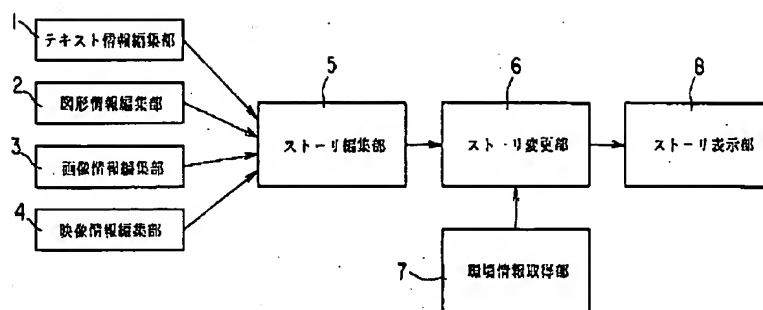 1
テキスト情報編集部
2
図形情報編集部
3
画像情報編集部
4
映像情報編集部
5
ストーリ編集部
6
ストーリ変更部
7
環境情報取得部
8
ストーリ表示部